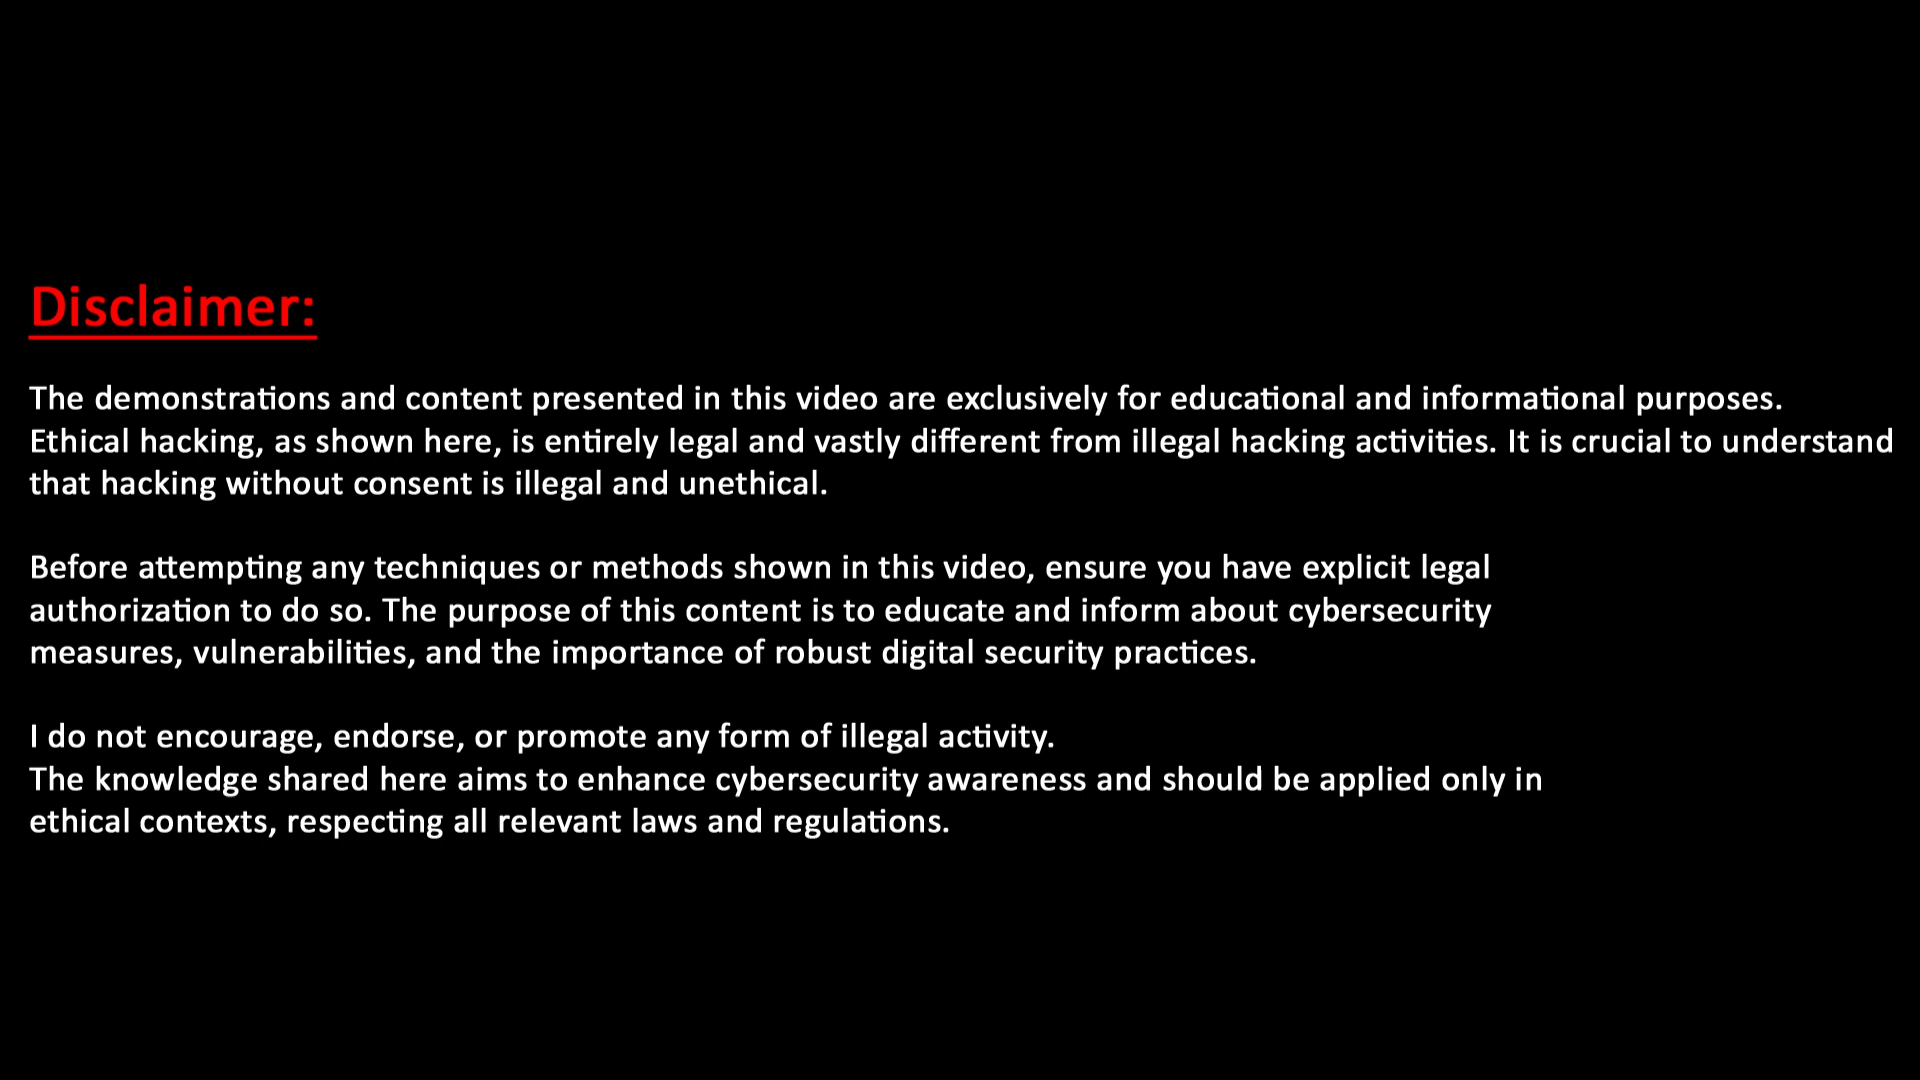 Disclaimer:
The demonstrations and content presented in this video are exclusively for educational and informational purposes.
Ethical hacking, as shown here, is entirely legal and vastly different from illegal hacking activities. It is crucial to understand
that hacking without consent is illegal and unethical.
Before attempting any techniques or methods shown in this video, ensure you have explicit legal
authorization to do so. The purpose of this content is to educate and inform about cybersecurity
measures, vulnerabilities, and the importance of robust digital security practices.
I do not encourage, endorse, or promote any form of illegal activity.
The knowledge shared here aims to enhance cybersecurity awareness and should be applied only in
ethical contexts, respecting all relevant laws and regulations.